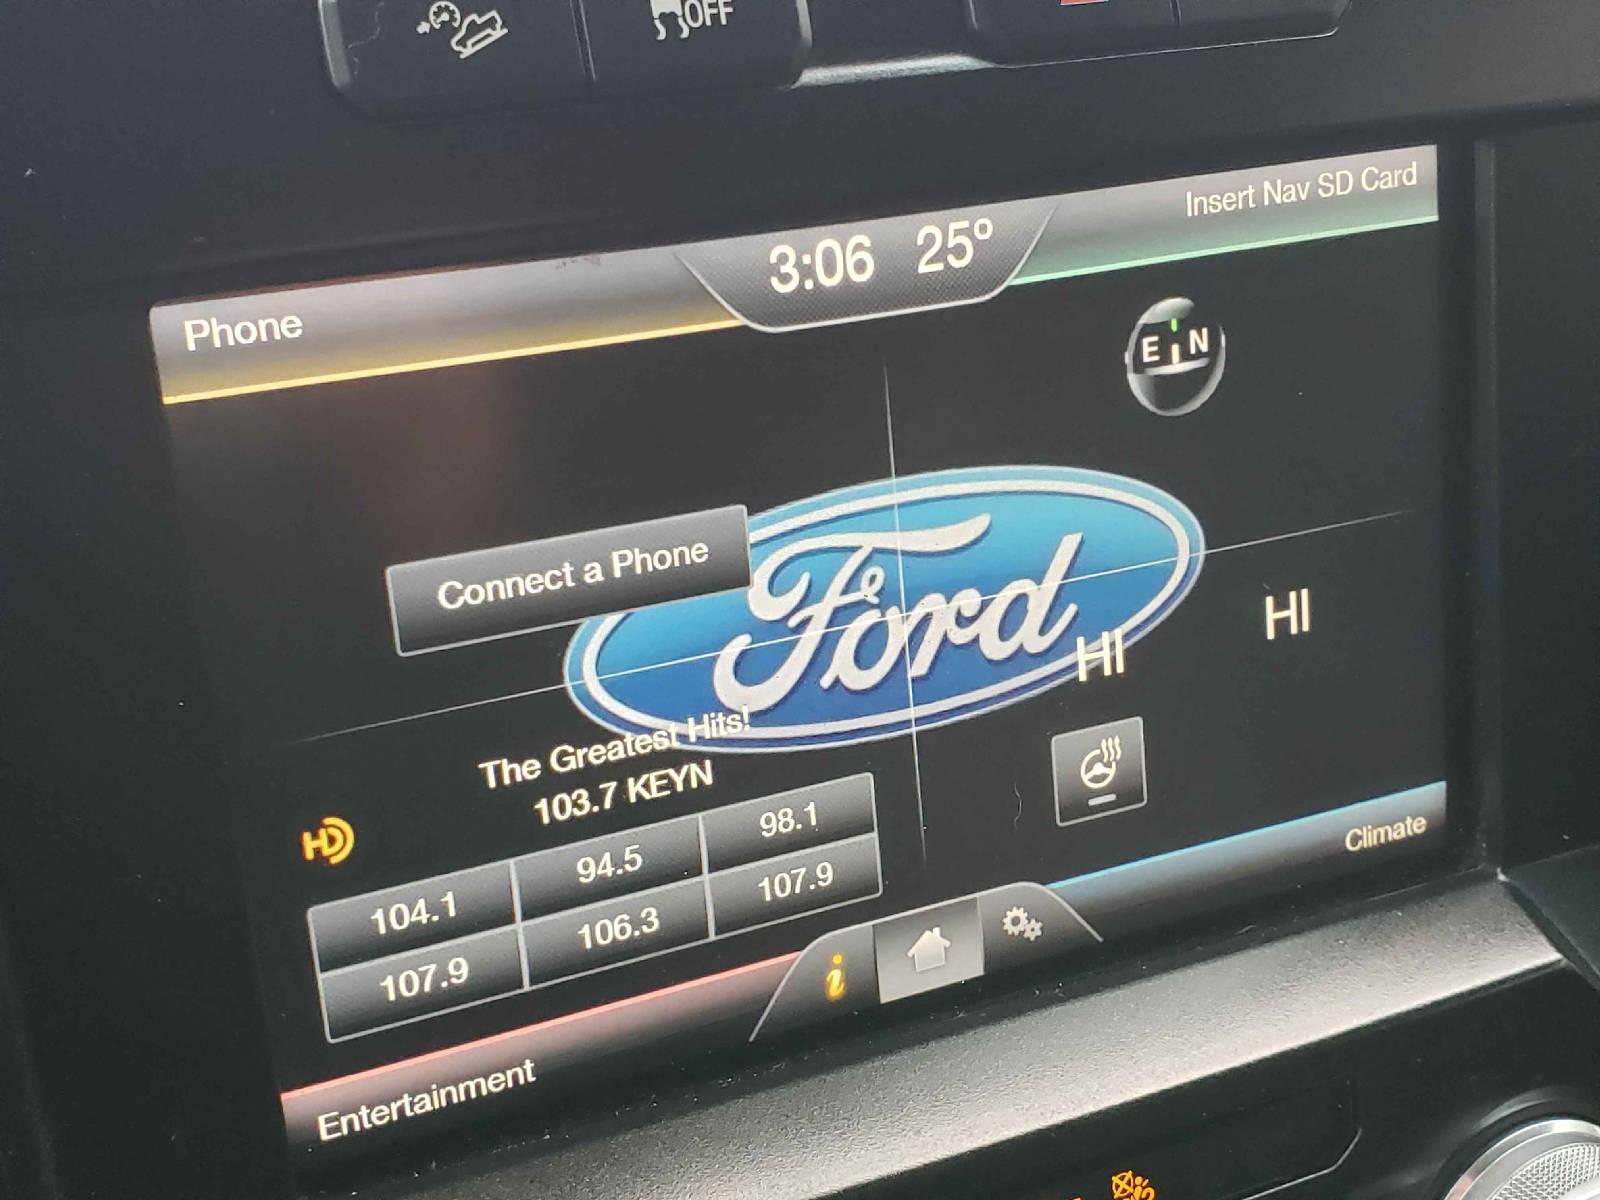 OFF
Phone
3:06 25°
Insert Nav SD Card
E N
Connect a Phone
Ford
HI HI
The Greatest Hits!
103.7 KEYN
HD
104.1 94.5 98.1
107.9 106.3 107.9
i
Climate
Entertainment